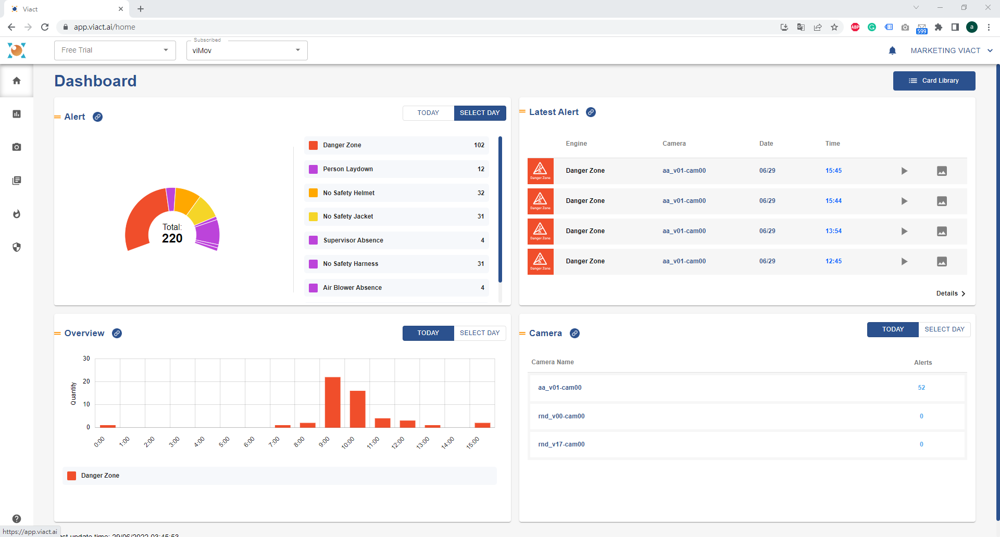 Viact
app.viact.ai/home
ABP
599
a
Free Trial
Subscribed
viMov
MARKETING VIACT
Dashboard
Card Library
Alert
TODAY
SELECT DAY
Total:
220
Danger Zone 102
Person Laydown 12
No Safety Helmet 32
No Safety Jacket 31
Supervisor Absence 4
No Safety Harness 31
Air Blower Absence 4
Latest Alert
Engine Camera Date Time
Danger Zone Danger Zone aa_v01-cam00 06/29 15:45
Danger Zone Danger Zone aa_v01-cam00 06/29 15:44
Danger Zone Danger Zone aa_v01-cam00 06/29 13:54
Danger Zone Danger Zone aa_v01-cam00 06/29 12:45
Details
Overview
TODAY
SELECT DAY
Quantity
30
20
10
0
0:00 1:00 2:00 3:00 4:00 5:00 6:00 7:00 8:00 9:00 10:00 11:00 12:00 13:00 14:00 15:00
Danger Zone
Camera
TODAY
SELECT DAY
Camera Name Alerts
aa_v01-cam00 52
rnd_v00-cam00 0
rnd_v17-cam00 0
https://app.viact.ai
update time: 29/06/2022 03:45:53